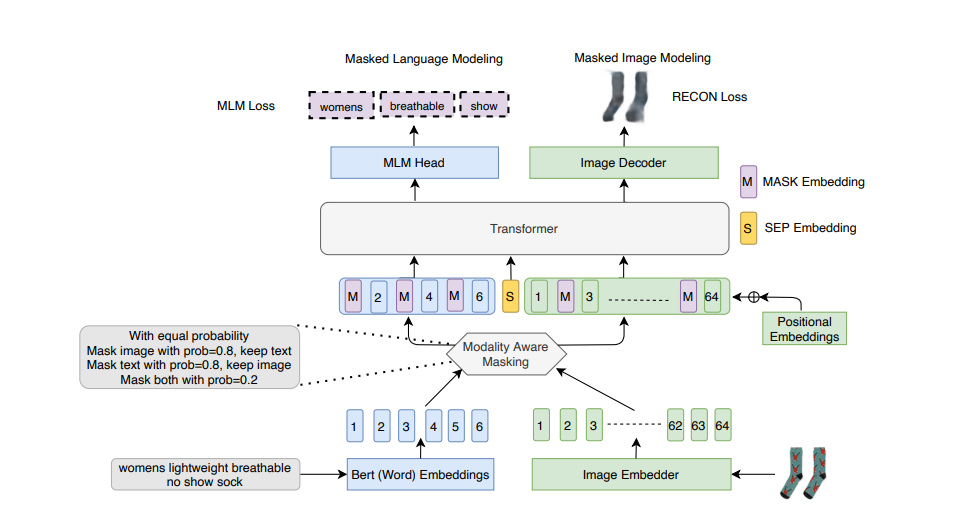 Masked Language Modeling
Masked Image Modeling
MLM Loss
womens
breathable
show
RECON Loss
MLM Head
Image Decoder
M
MASK Embedding
Transformer
S
SEP Embedding
M
2
M
4
M
6
S
1
M
3
M
64
Positional
Embeddings
With equal probability
Mask image with prob=0.8, keep text
Mask text with prob=0.8, keep image
Mask both with prob=0.2
Modality Aware
Masking
1
2
3
4
5
6
1
2
3
62
63
64
womens lightweight breathable
no show sock
Bert (Word) Embeddings
Image Embedder